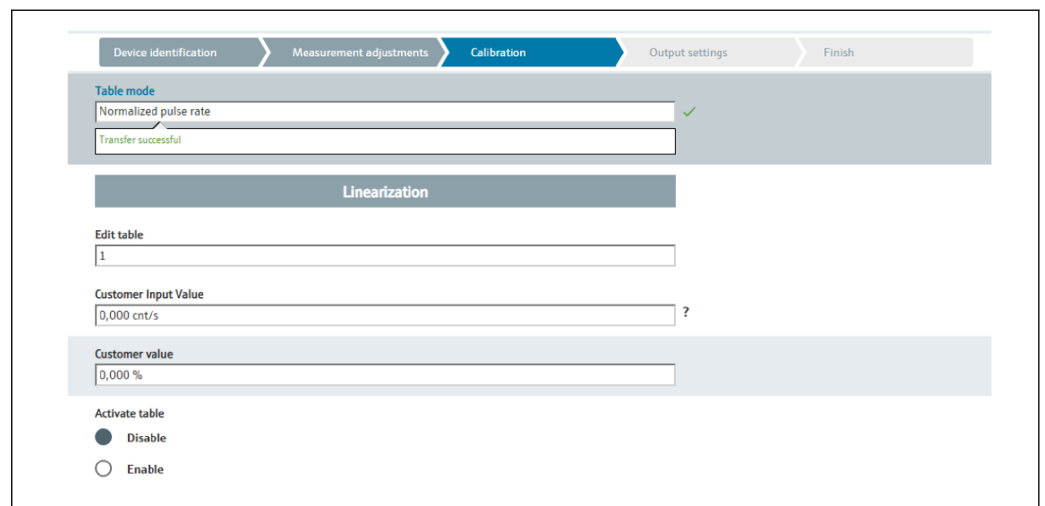 Device identification Measurement adjustments Calibration Output settings Finish
Table mode
Normalized pulse rate
Transfer successful
Linearization
Edit table
1
Customer Input Value
0,000 cnt/s
?
Customer value
0,000 %
Activate table
Disable
Enable